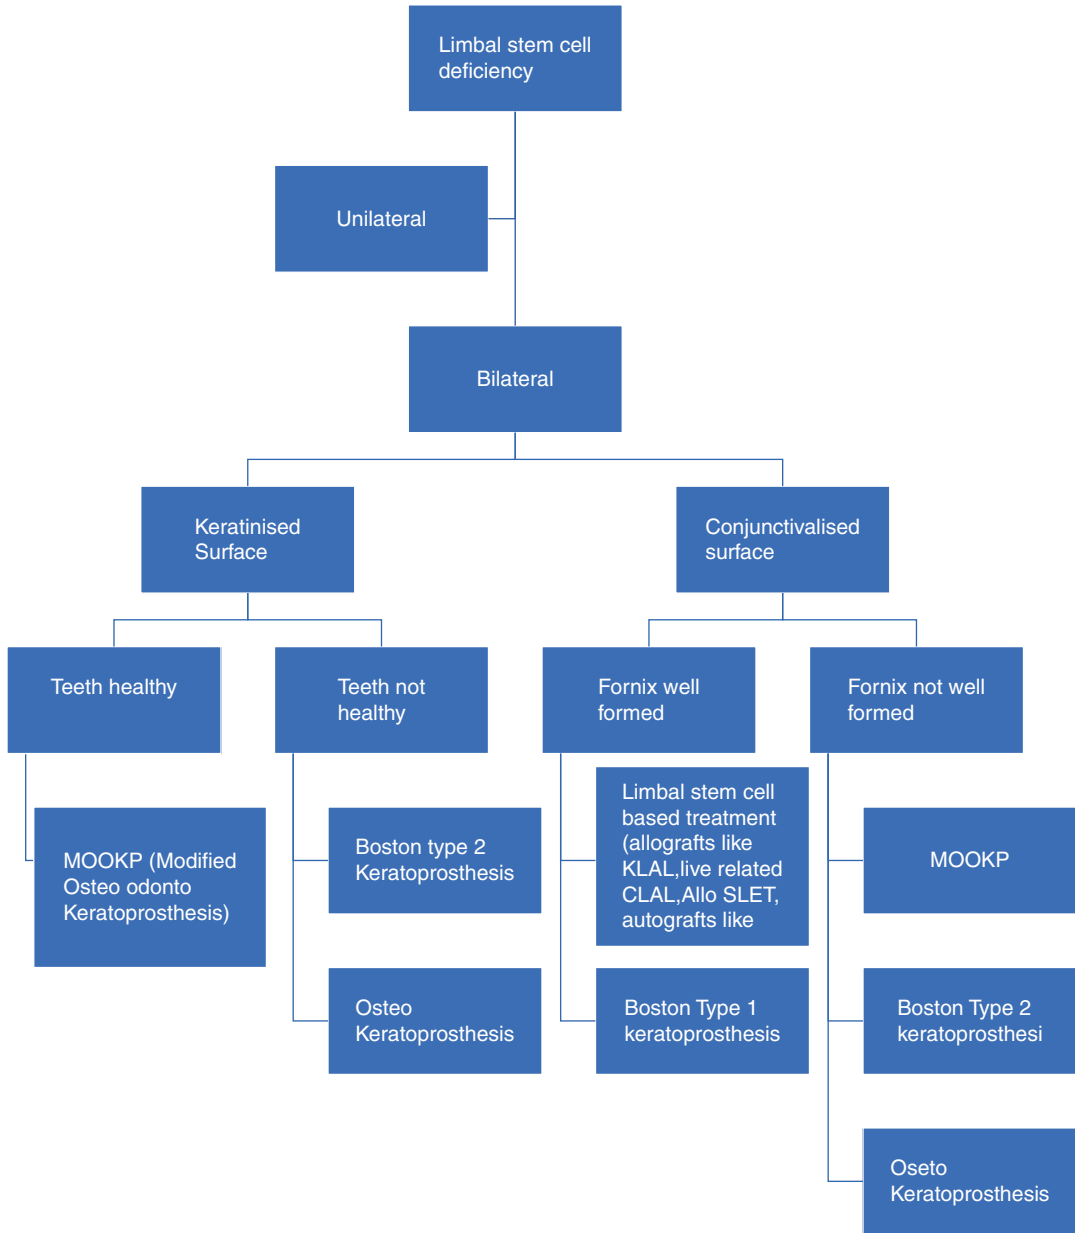 Limbal stem cell
deficiency
Unilateral
Bilateral
Keratinised
Surface
Conjunctivalised
surface
Teeth healthy
Teeth not
healthy
Fornix well
formed
Fornix not well
formed
MOOKP (Modified
Osteo odonto
Keratoprosthesis)
Boston type 2
Keratoprosthesis
Limbal stem cell
based treatment
(allografts like
KLAL,live related
CLAL,Allo SLET,
autografts like
MOOKP
Osteo
Keratoprosthesis
Boston Type 1
keratoprosthesis
Boston Type 2
keratoprosthesi
Oseto
Keratoprosthesis